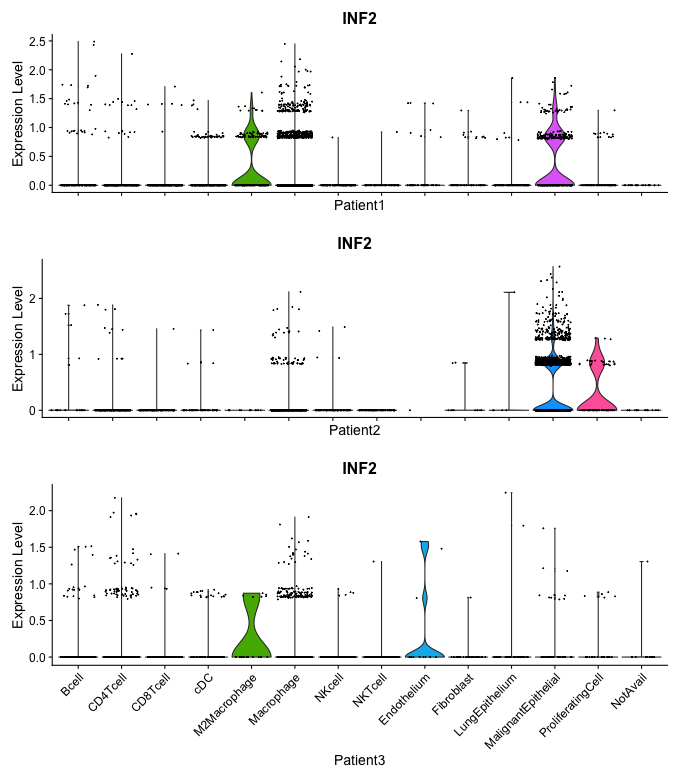 INF2
Expression Level
2.5
2.0
1.5
1.0
0.5
0.0
Patient1
INF2
Expression Level
2
1
0
Patient2
INF2
Expression Level
2.0
1.5
1.0
0.5
0.0
Bcell
CD4Tcell
CD8Tcell
cDC
M2Macrophage
Macrophage
NKcell
NKTcell
Endothelium
Fibroblast
LungEpithelium
MalignantEpithelial
ProliferatingCell
NotAvail
Patient3